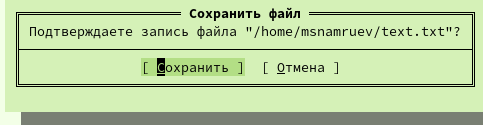 Сохранить файл
Подтверждаете запись файла "/home/msnamruev/text.txt"?
[ Сохранить ] [ Отмена ]